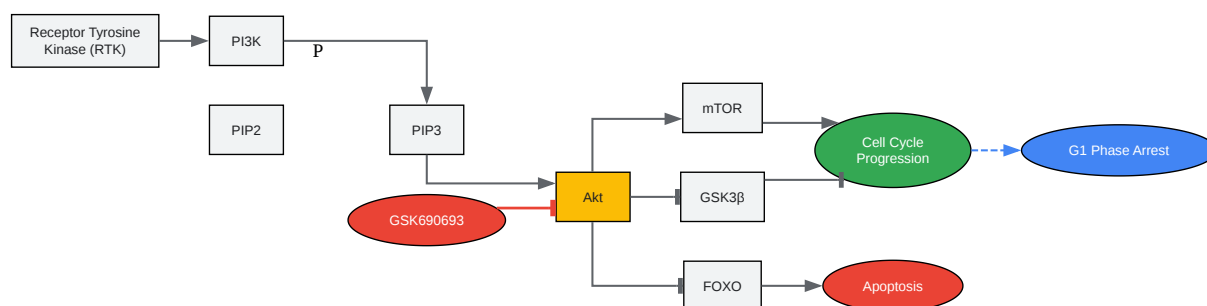 Receptor Tyrosine
Kinase (RTK)
PI3K
P
PIP2
PIP3
mTOR
Cell Cycle
Progression
G1 Phase Arrest
Akt
GSK3β
GSK690693
FOXO
Apoptosis